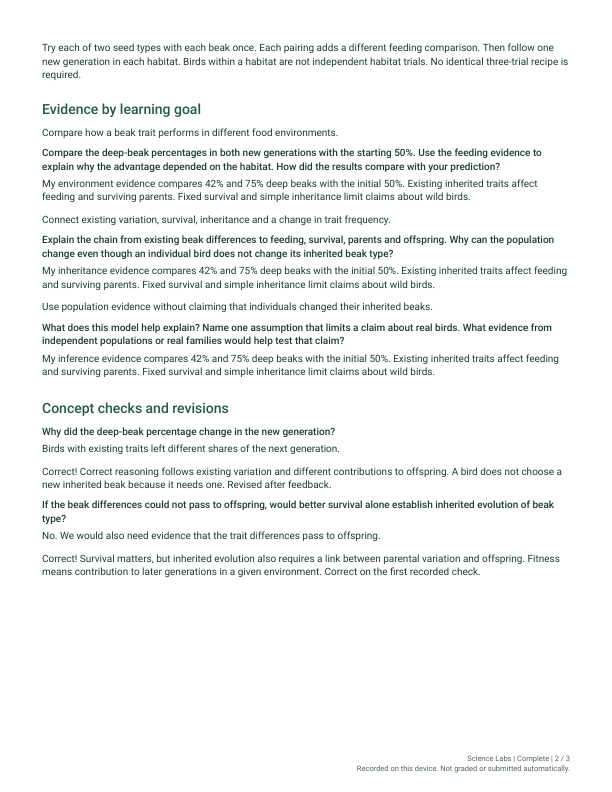 Try each of two seed types with each beak once. Each pairing adds a different feeding comparison. Then follow one
new generation in each habitat. Birds within a habitat are not independent habitat trials. No identical three-trial recipe is
required.
Evidence by learning goal
Compare how a beak trait performs in different food environments.
Compare the deep-beak percentages in both new generations with the starting 50%. Use the feeding evidence to
explain why the advantage depended on the habitat. How did the results compare with your prediction?
My environment evidence compares 42% and 75% deep beaks with the initial 50%. Existing inherited traits affect
feeding and surviving parents. Fixed survival and simple inheritance limit claims about wild birds.
Connect existing variation, survival, inheritance and a change in trait frequency.
Explain the chain from existing beak differences to feeding, survival, parents and offspring. Why can the population
change even though an individual bird does not change its inherited beak type?
My inheritance evidence compares 42% and 75% deep beaks with the initial 50%. Existing inherited traits affect feeding
and surviving parents. Fixed survival and simple inheritance limit claims about wild birds.
Use population evidence without claiming that individuals changed their inherited beaks.
What does this model help explain? Name one assumption that limits a claim about real birds. What evidence from
independent populations or real families would help test that claim?
My inference evidence compares 42% and 75% deep beaks with the initial 50%. Existing inherited traits affect feeding
and surviving parents. Fixed survival and simple inheritance limit claims about wild birds.
Concept checks and revisions
Why did the deep-beak percentage change in the new generation?
Birds with existing traits left different shares of the next generation.
Correct! Correct reasoning follows existing variation and different contributions to offspring. A bird does not choose a
new inherited beak because it needs one. Revised after feedback.
If the beak differences could not pass to offspring, would better survival alone establish inherited evolution of beak
type?
No. We would also need evidence that the trait differences pass to offspring.
Correct! Survival matters, but inherited evolution also requires a link between parental variation and offspring. Fitness
means contribution to later generations in a given environment. Correct on the first recorded check.
Science Labs | Complete | 2 / 3
Recorded on this device. Not graded or submitted automatically.